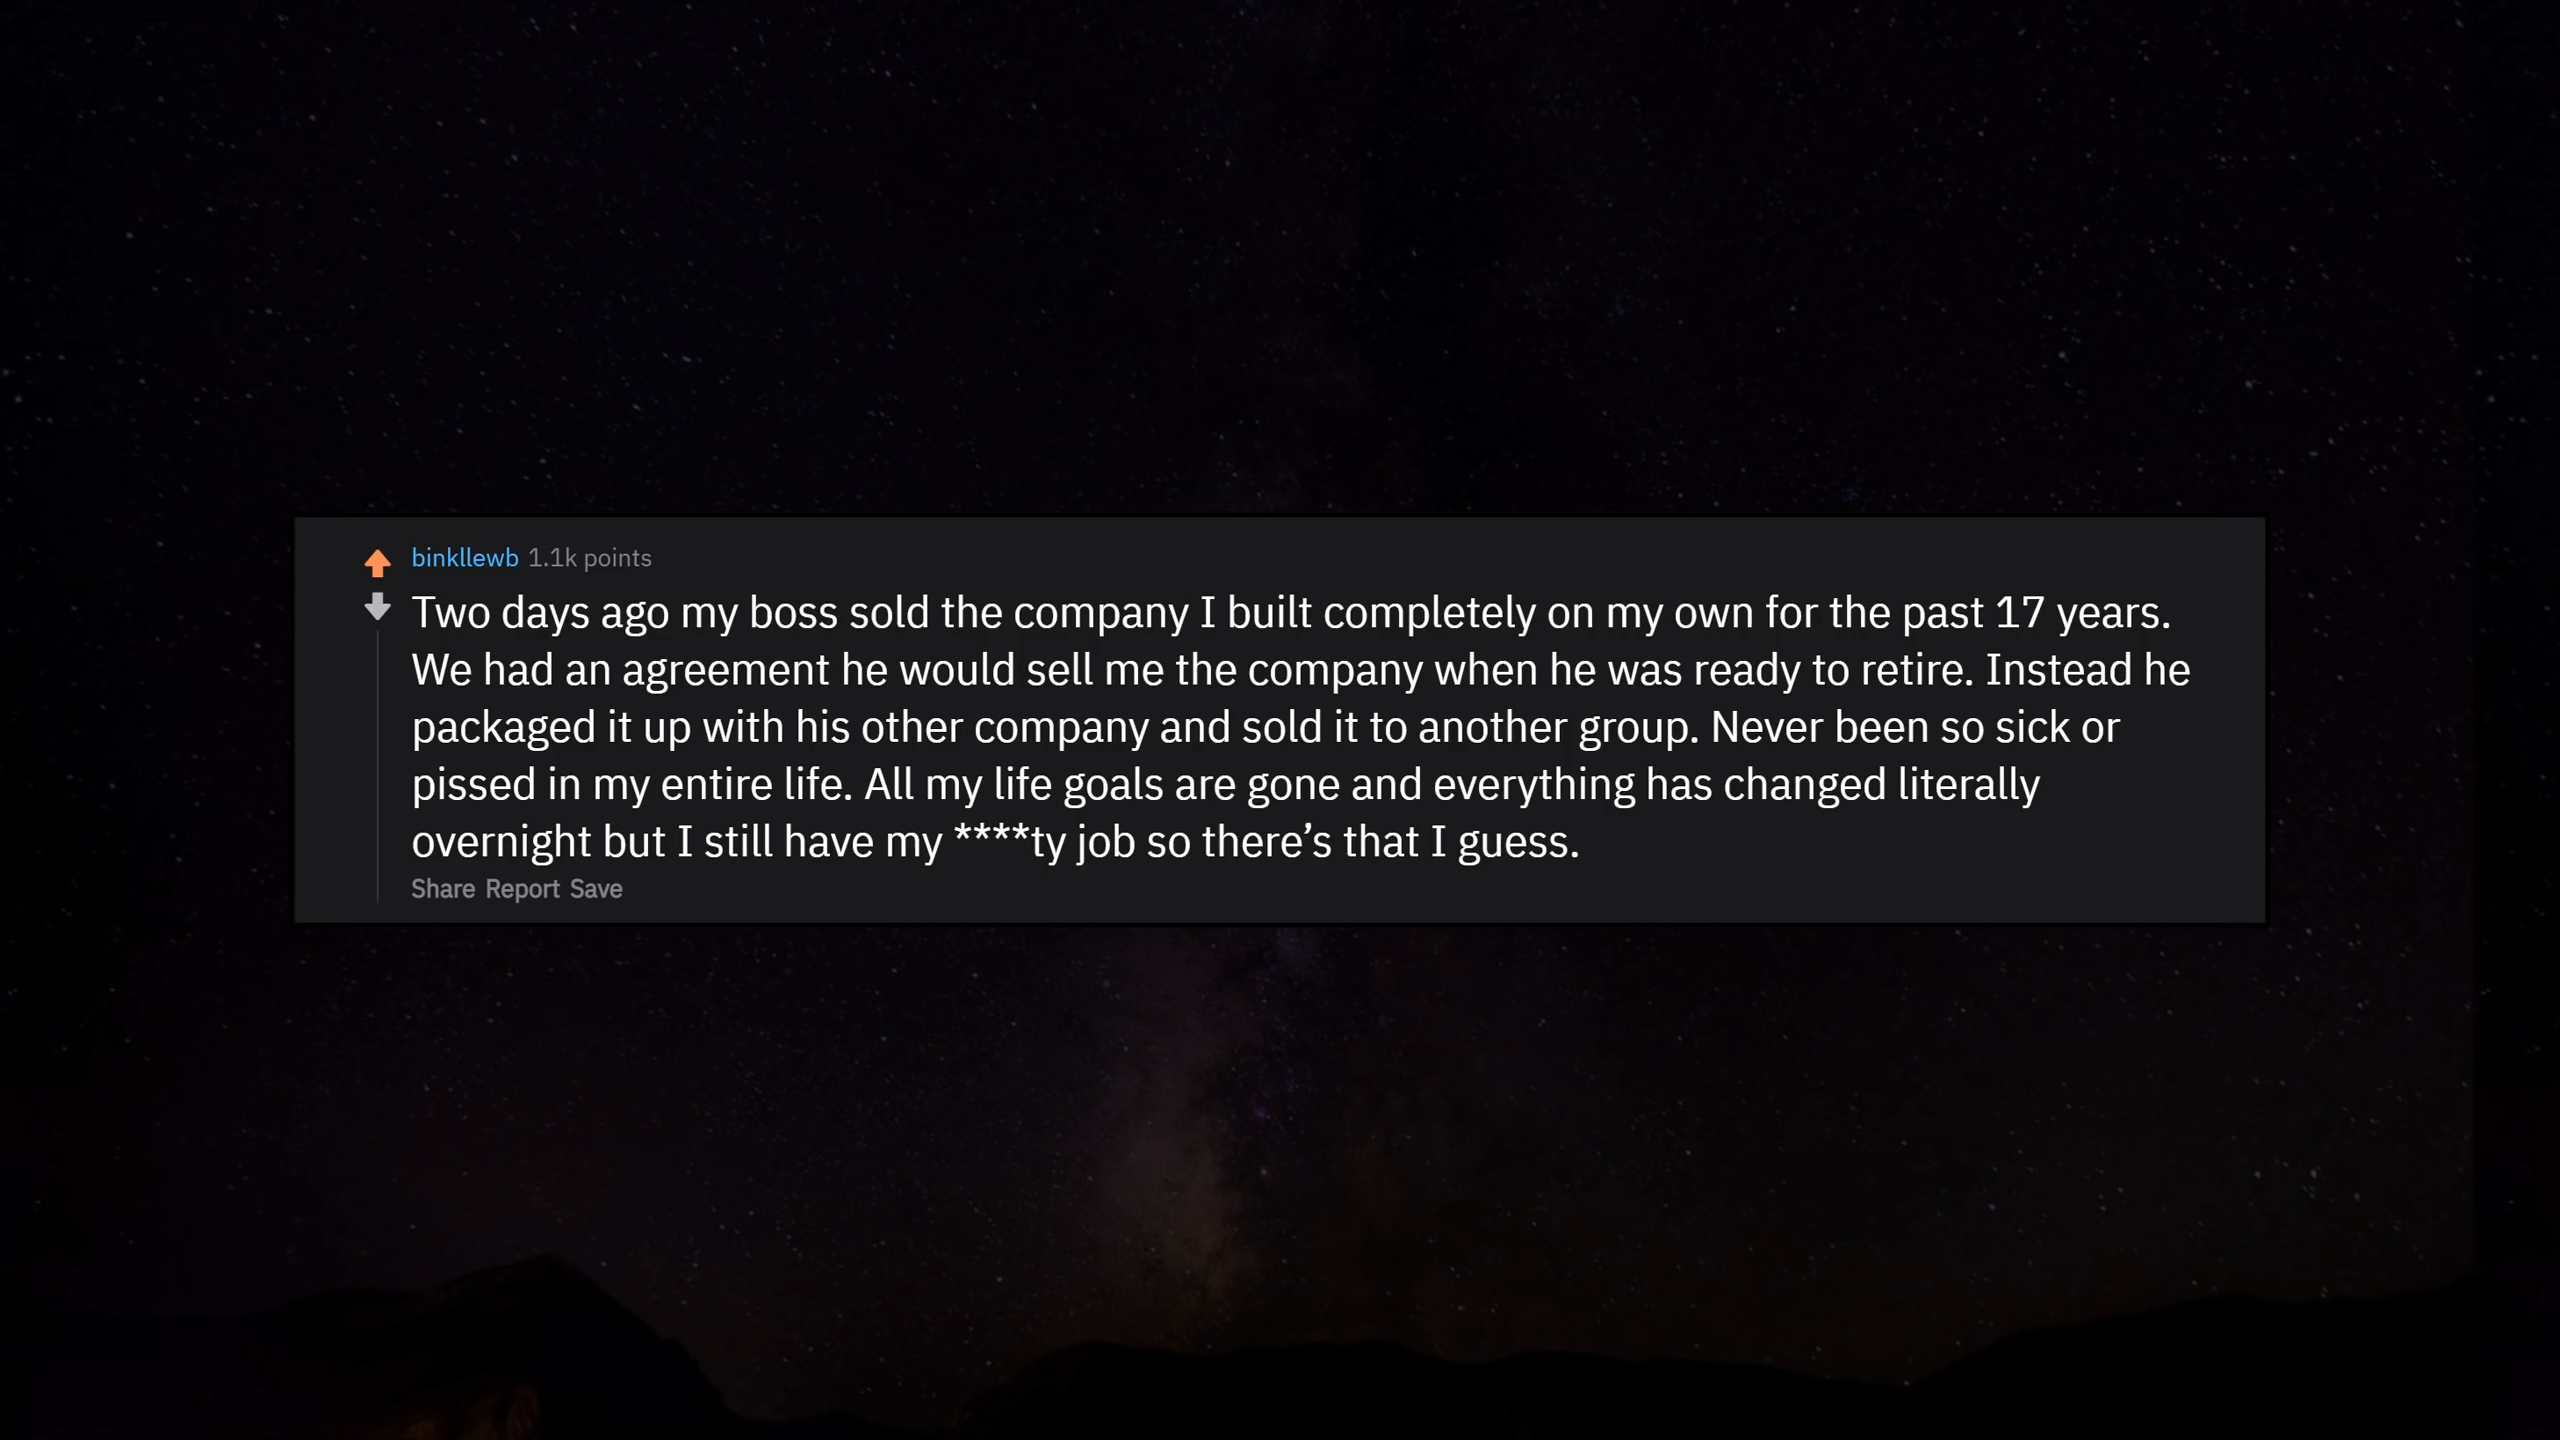 binkllewb 1.1k points
Two days ago my boss sold the company I built completely on my own for the past 17 years.
We had an agreement he would sell me the company when he was ready to retire. Instead he
packaged it up with his other company and sold it to another group. Never been so sick or
pissed in my entire life. All my life goals are gone and everything has changed literally
overnight but I still have my ****ty job so there’s that I guess.
Share Report Save